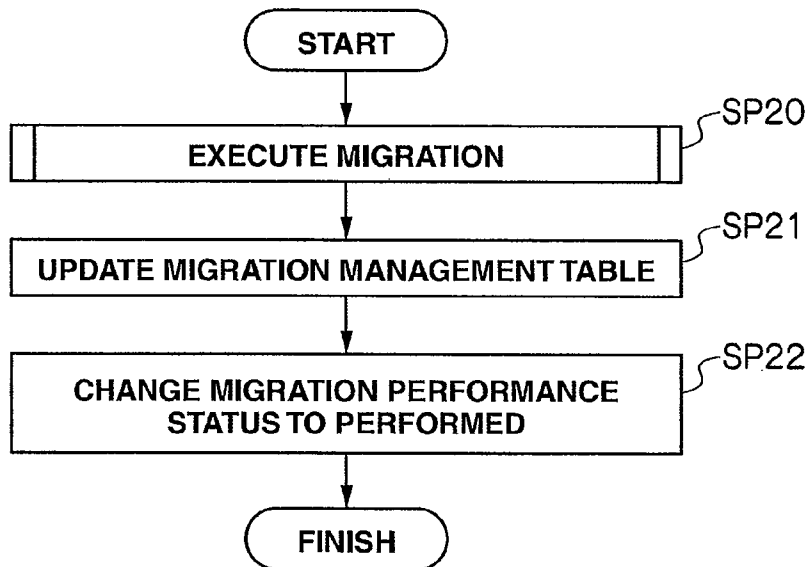 START
SP20
EXECUTE MIGRATION
SP21
UPDATE MIGRATION MANAGEMENT TABLE
SP22
CHANGE MIGRATION PERFORMANCE
STATUS TO PERFORMED
FINISH